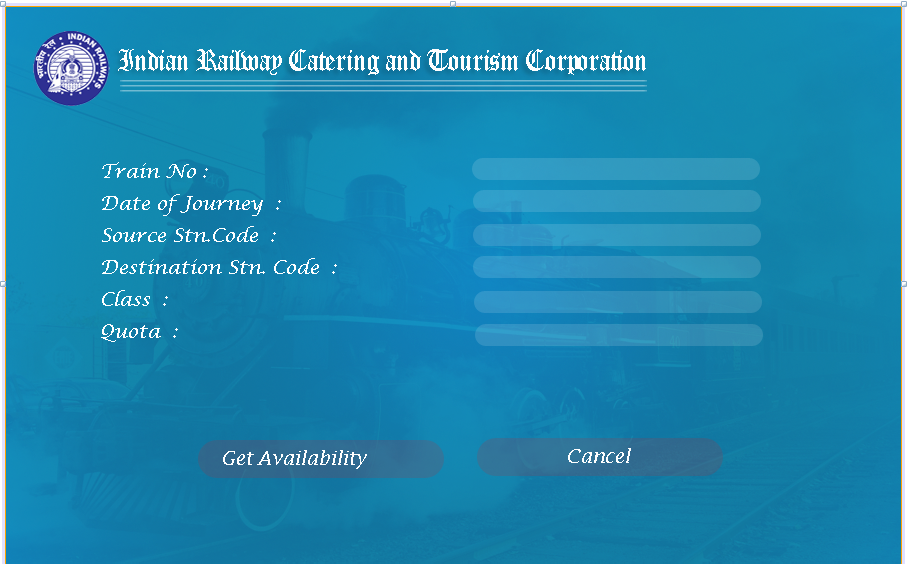 भारतीय रेल • INDIAN RAILWAYS
Indian Railway Catering and Tourism Corporation
Train No :
Date of Journey :
Source Stn.Code :
Destination Stn. Code :
Class :
Quota :
Get Availability
Cancel